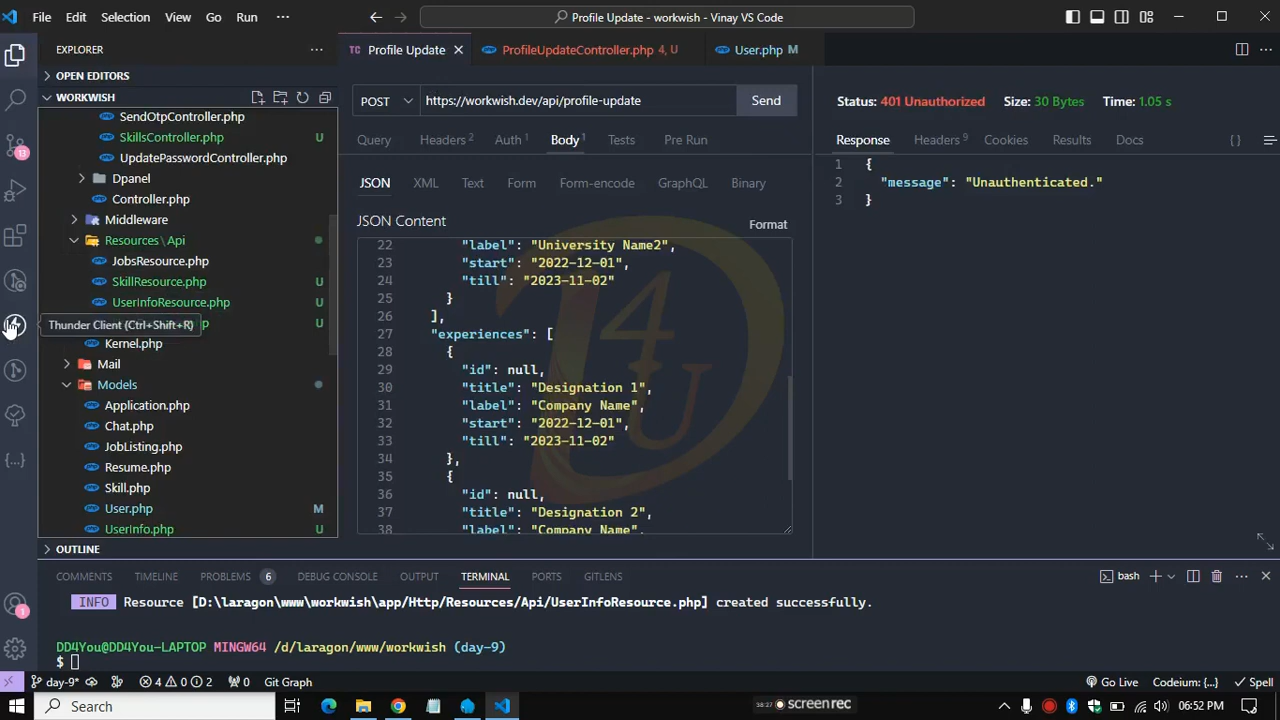 File Edit Selection View Go Run ··· Profile Update - workwish - Vinay VS Code
EXPLORER
OPEN EDITORS
WORKWISH
SendOtpController.php
SkillsController.php U
UpdatePasswordController.php
Dpanel
Controller.php
Middleware
Resources\Api
JobsResource.php
SkillResource.php U
UserInfoResource.php U
Thunder Client (Ctrl+Shift+R) p U
Kernel.php
Mail
Models
Application.php
Chat.php
JobListing.php
Resume.php
Skill.php
User.php M
UserInfo.php U
OUTLINE
13
1
TC Profile Update ProfileUpdateController.php 4, U User.php M
POST https://workwish.dev/api/profile-update Send
Query Headers 2 Auth 1 Body 1 Tests Pre Run
JSON XML Text Form Form-encode GraphQL Binary
JSON Content Format
22 "label": "University Name2",
23 "start": "2022-12-01",
24 "till": "2023-11-02"
25 }
26 ],
27 "experiences": [
28 {
29 "id": null,
30 "title": "Designation 1",
31 "label": "Company Name",
32 "start": "2022-12-01",
33 "till": "2023-11-02"
34 },
35 {
36 "id": null,
37 "title": "Designation 2",
38 "label": "Company Name",
D4U
Status: 401 Unauthorized Size: 30 Bytes Time: 1.05 s
Response Headers 9 Cookies Results Docs { }
1 {
2 "message": "Unauthenticated."
3 }
COMMENTS TIMELINE PROBLEMS 6 DEBUG CONSOLE OUTPUT TERMINAL PORTS GITLENS bash
INFO Resource [D:\laragon\www\workwish\app/Http/Resources/Api/UserInfoResource.php] created successfully.
DD4You@DD4You-LAPTOP MINGW64 /d/laragon/www/workwish (day-9)
$
day-9* 4 0 2 0 Git Graph Go Live Codeium: {...} Spell
Search 38:27 screenrec 06:52 PM